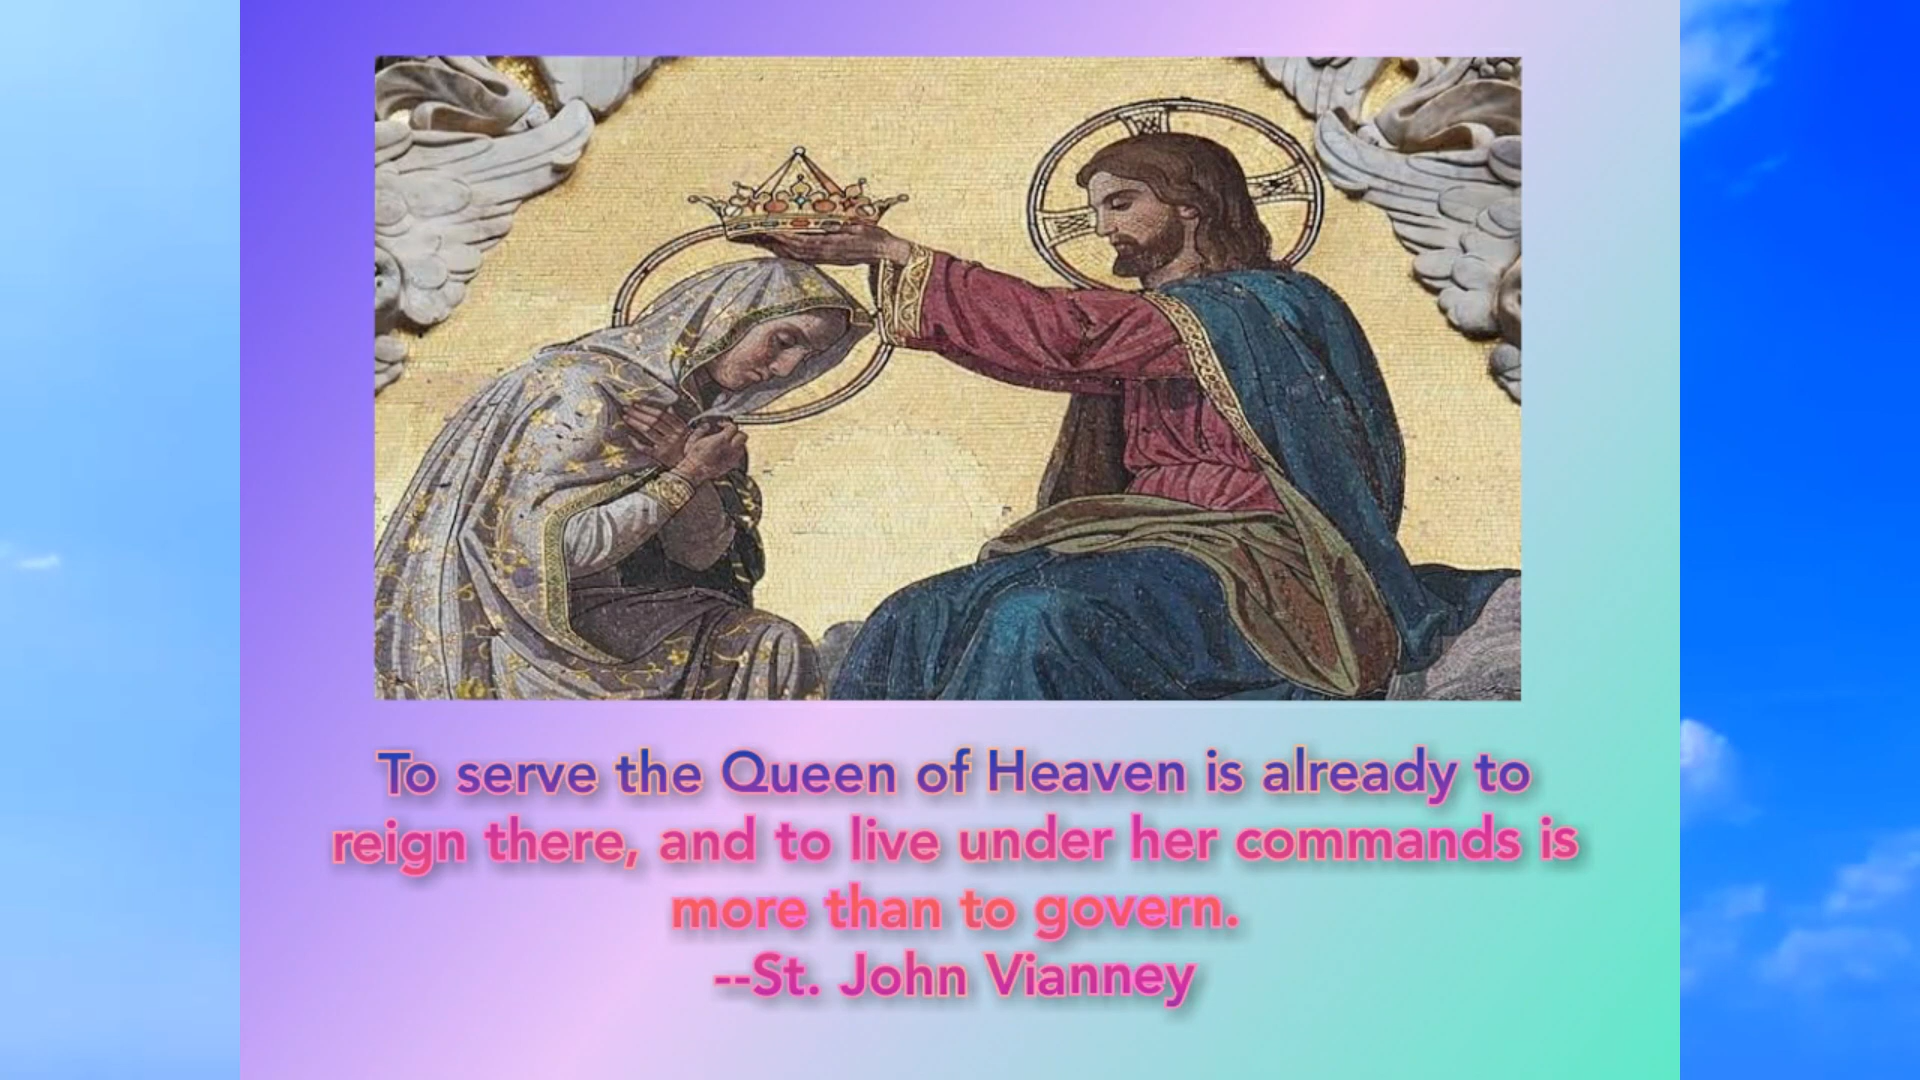 To serve the Queen of Heaven is already to
reign there, and to live under her commands is
more than to govern.
--St. John Vianney